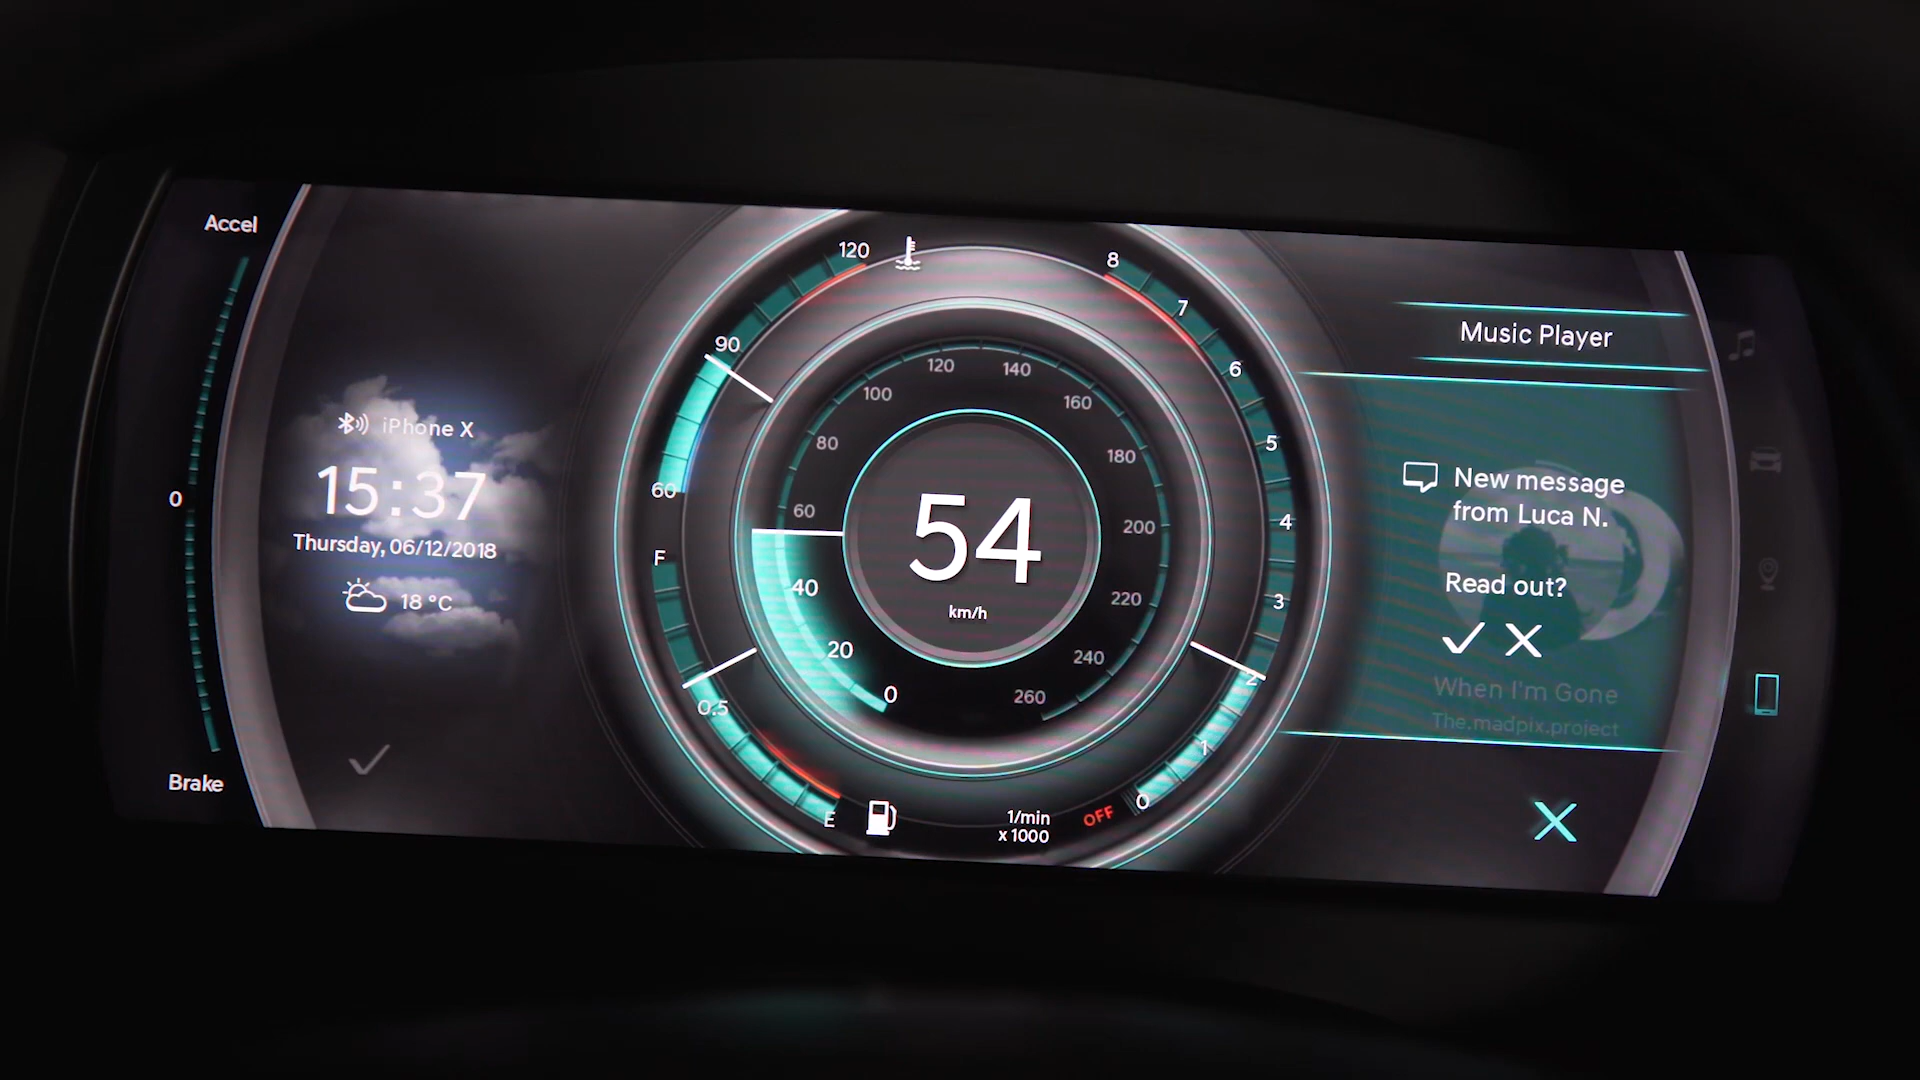 Accel
0
Brake
iPhone X
15:37
Thursday, 06/12/2018
18 °C
120
90
60
F
0.5
E
0
20
40
60
80
100
120
140
160
180
200
220
240
260
54
km/h
8
7
6
5
4
3
2
1
0
1/min
x 1000
OFF
Music Player
New message
from Luca N.
Read out?
When I'm Gone
The.madpix.project